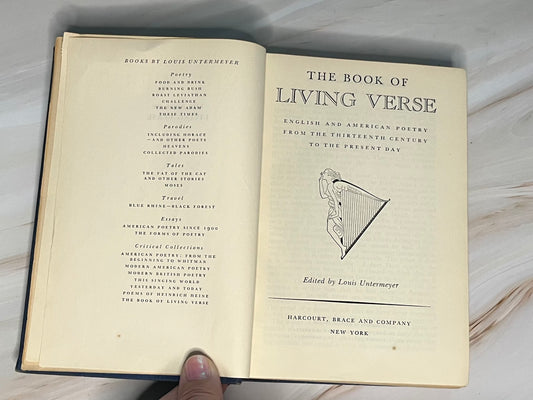 BOOKS BY LOUIS UNTERMEYER
Poetry
FOOD AND DRINK
BURNING BUSH
ROAST LEVIATHAN
CHALLENGE
THE NEW ADAM
THESE TIMES
Parodies
INCLUDING HORACE
—AND OTHER POETS
HEAVENS
COLLECTED PARODIES
Tales
THE FAT OF THE CAT
AND OTHER STORIES
MOSES
Travel
BLUE RHINE—BLACK FOREST
Essays
AMERICAN POETRY SINCE 1900
THE FORMS OF POETRY
Critical Collections
AMERICAN POETRY: FROM THE
BEGINNING TO WHITMAN
MODERN AMERICAN POETRY
MODERN BRITISH POETRY
THIS SINGING WORLD
YESTERDAY AND TODAY
POEMS OF HEINRICH HEINE
THE BOOK OF LIVING VERSE
THE BOOK OF
LIVING VERSE
ENGLISH AND AMERICAN POETRY
FROM THE THIRTEENTH CENTURY
TO THE PRESENT DAY
Edited by Louis Untermeyer
HARCOURT, BRACE AND COMPANY
NEW YORK